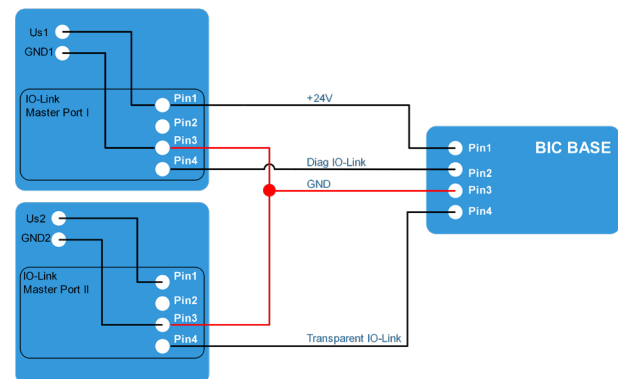 Us1
GND1
IO-Link
Master Port I
Pin1
Pin2
Pin3
Pin4
+24V
Diag IO-Link
GND
Transparent IO-Link
BIC BASE
Pin1
Pin2
Pin3
Pin4
Us2
GND2
IO-Link
Master Port II
Pin1
Pin2
Pin3
Pin4